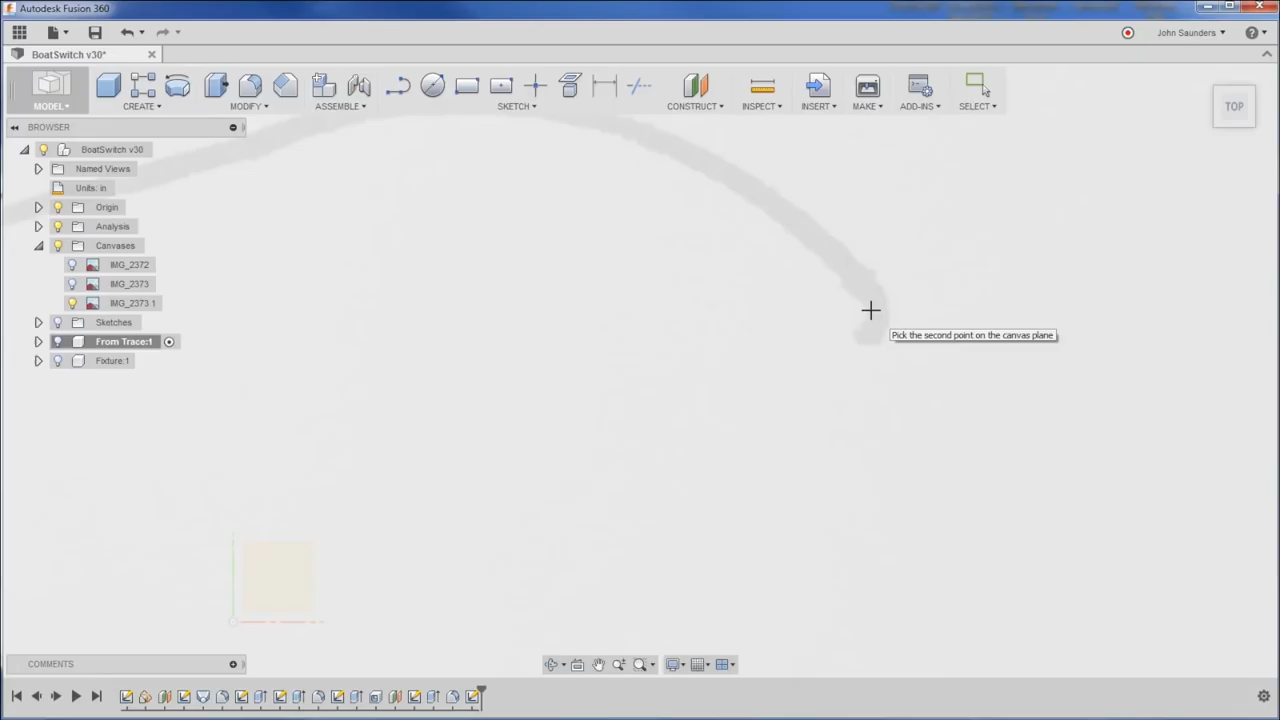 Autodesk Fusion 360
John Saunders
BoatSwitch v30*
MODEL
CREATE
MODIFY
ASSEMBLE
SKETCH
CONSTRUCT
INSPECT
INSERT
MAKE
ADD-INS
SELECT
TOP
BROWSER
BoatSwitch v30
Named Views
Units: in
Origin
Analysis
Canvases
IMG_2372
IMG_2373
IMG_2373 1
Sketches
From Trace:1
Fixture:1
Pick the second point on the canvas plane
COMMENTS